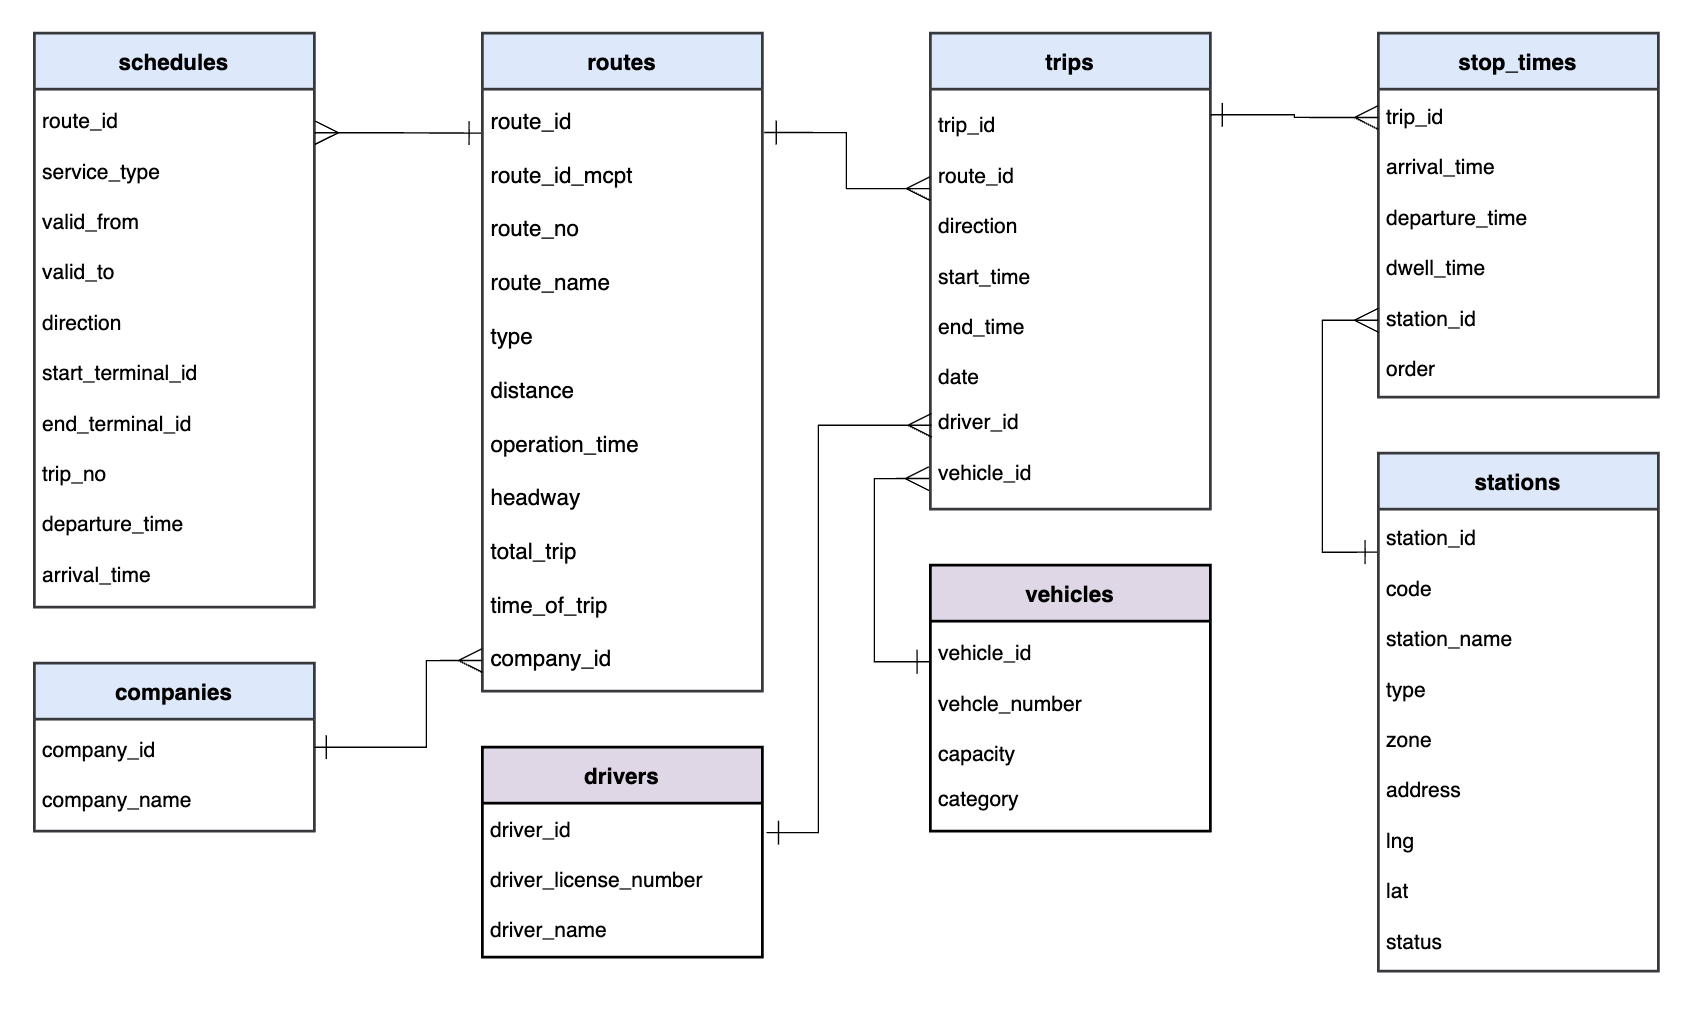 schedules
route_id
service_type
valid_from
valid_to
direction
start_terminal_id
end_terminal_id
trip_no
departure_time
arrival_time
companies
company_id
company_name
routes
route_id
route_id_mcpt
route_no
route_name
type
distance
operation_time
headway
total_trip
time_of_trip
company_id
drivers
driver_id
driver_license_number
driver_name
trips
trip_id
route_id
direction
start_time
end_time
date
driver_id
vehicle_id
vehicles
vehicle_id
vehcle_number
capacity
category
stop_times
trip_id
arrival_time
departure_time
dwell_time
station_id
order
stations
station_id
code
station_name
type
zone
address
lng
lat
status